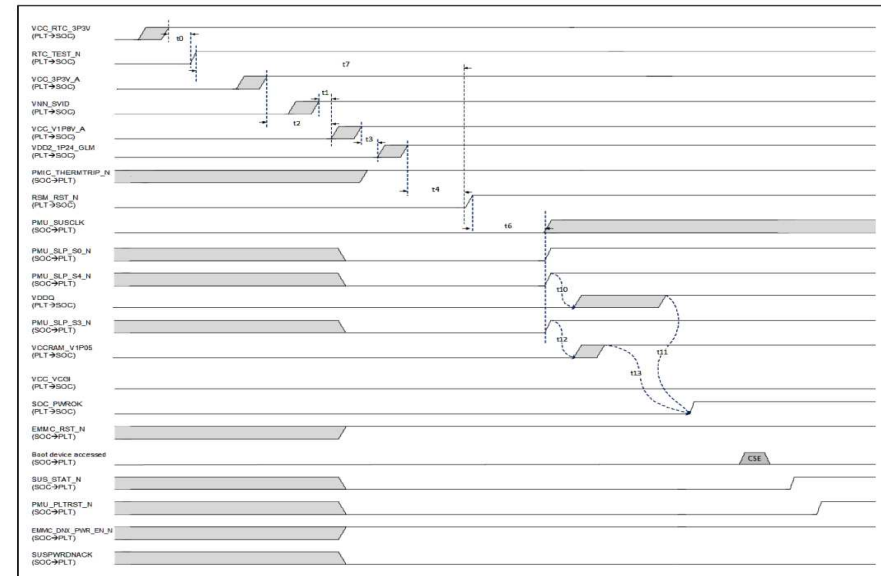 VCC_RTC_3P3V
(PLT→SOC)
t0
RTC_TEST_N
(PLT→SOC)
t7
VCC_3P3V_A
(PLT→SOC)
t1
VNN_SVID
(PLT→SOC)
t2
VCC_V1P8V_A
(PLT→SOC)
t3
VDD2_1P24_GLM
(PLT→SOC)
PMIC_THERMTRIP_N
(SOC→PLT)
t4
RSM_RST_N
(PLT→SOC)
PMU_SUSCLK
(SOC→PLT)
t6
PMU_SLP_S0_N
(SOC→PLT)
PMU_SLP_S4_N
(SOC→PLT)
t10
VDDQ
(PLT→SOC)
PMU_SLP_S3_N
(SOC→PLT)
t12
VCCRAM_V1P05
(PLT→SOC)
t11
t13
VCC_VCGI
(PLT→SOC)
SOC_PWROK
(PLT→SOC)
EMMC_RST_N
(SOC→PLT)
Boot device accessed
(SOC→PLT)
CSE
SUS_STAT_N
(SOC→PLT)
PMU_PLTRST_N
(SOC→PLT)
EMMC_DNX_PWR_EN_N
(SOC→PLT)
SUSPWRDNACK
(SOC→PLT)